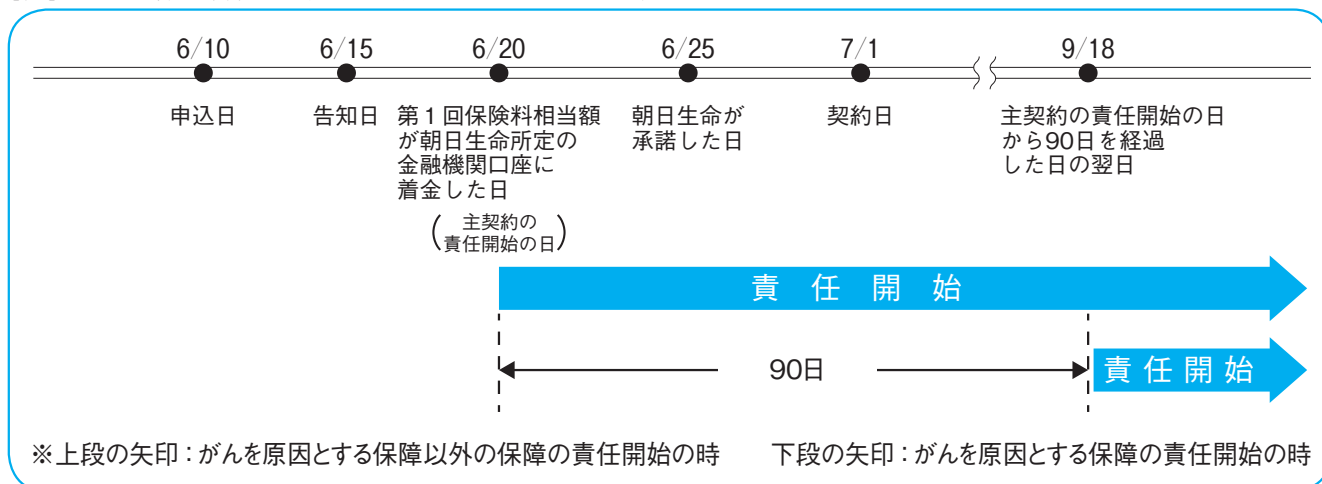 6/10 6/15 6/20 6/25 7/1 9/18
申込日
告知日
第1回保険料相当額
が朝日生命所定の
金融機関口座に
着金した日
(主契約の
責任開始の日)
朝日生命が
承諾した日
契約日
主契約の責任開始の日
から90日を経過
した日の翌日
責任開始
90日
責任開始
※上段の矢印：がんを原因とする保障以外の保障の責任開始の時 下段の矢印：がんを原因とする保障の責任開始の時